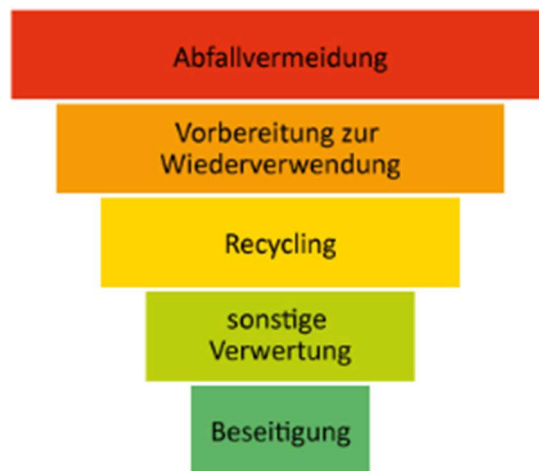 Abfallvermeidung
Vorbereitung zur
Wiederverwendung
Recycling
sonstige
Verwertung
Beseitigung